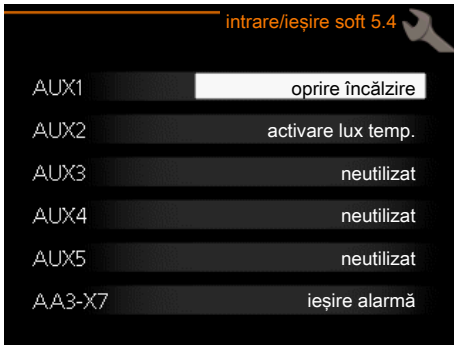 intrare/ieșire soft 5.4
AUX1 oprire încălzire
AUX2 activare lux temp.
AUX3 neutilizat
AUX4 neutilizat
AUX5 neutilizat
AA3-X7 ieșire alarmă